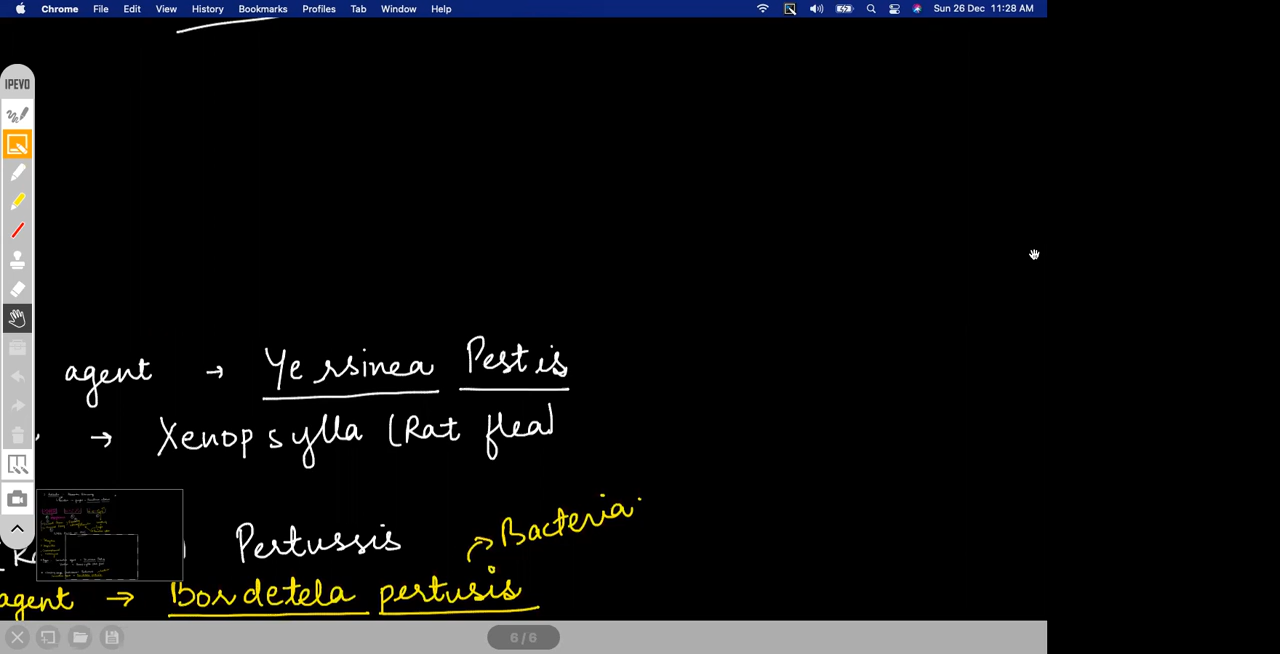 Chrome File Edit View History Bookmarks Profiles Tab Window Help Sun 26 Dec 11:28 AM
IPEVO
agent → Yerssinea Pestis
→ Xenopsylla (Rat flea)
Pertussis → Bacteria
agent → Bordetela pertusis
6 / 6